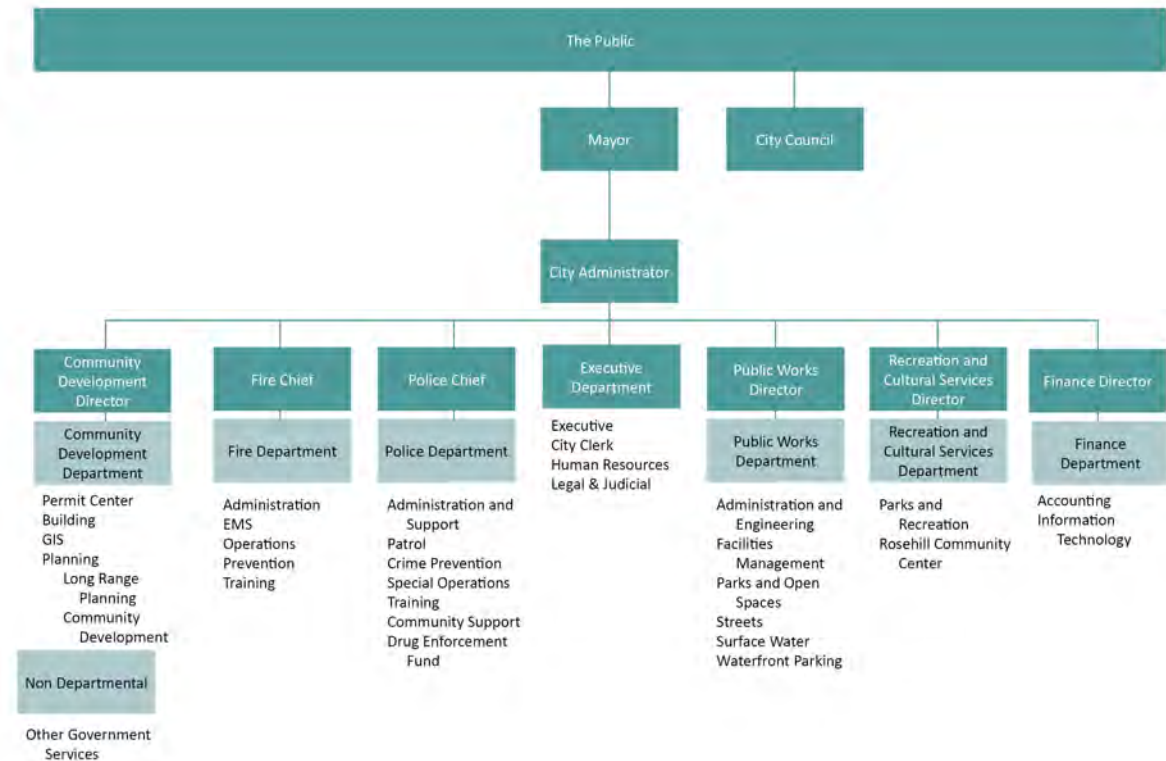 The Public
Mayor
City Council
City Administrator
Community
Development
Director
Fire Chief
Police Chief
Executive
Department
Public Works
Director
Recreation and
Cultural Services
Director
Finance Director
Community
Development
Department
Permit Center
Building
GIS
Planning
Long Range
Planning
Community
Development
Non Departmental
Other Government
Services
Fire Department
Administration
EMS
Operations
Prevention
Training
Police Department
Administration and
Support
Patrol
Crime Prevention
Special Operations
Training
Community Support
Drug Enforcement
Fund
Executive
City Clerk
Human Resources
Legal & Judicial
Public Works
Department
Administration and
Engineering
Facilities
Management
Parks and Open
Spaces
Streets
Surface Water
Waterfront Parking
Recreation and
Cultural Services
Department
Parks and
Recreation
Rosehill Community
Center
Finance
Department
Accounting
Information
Technology